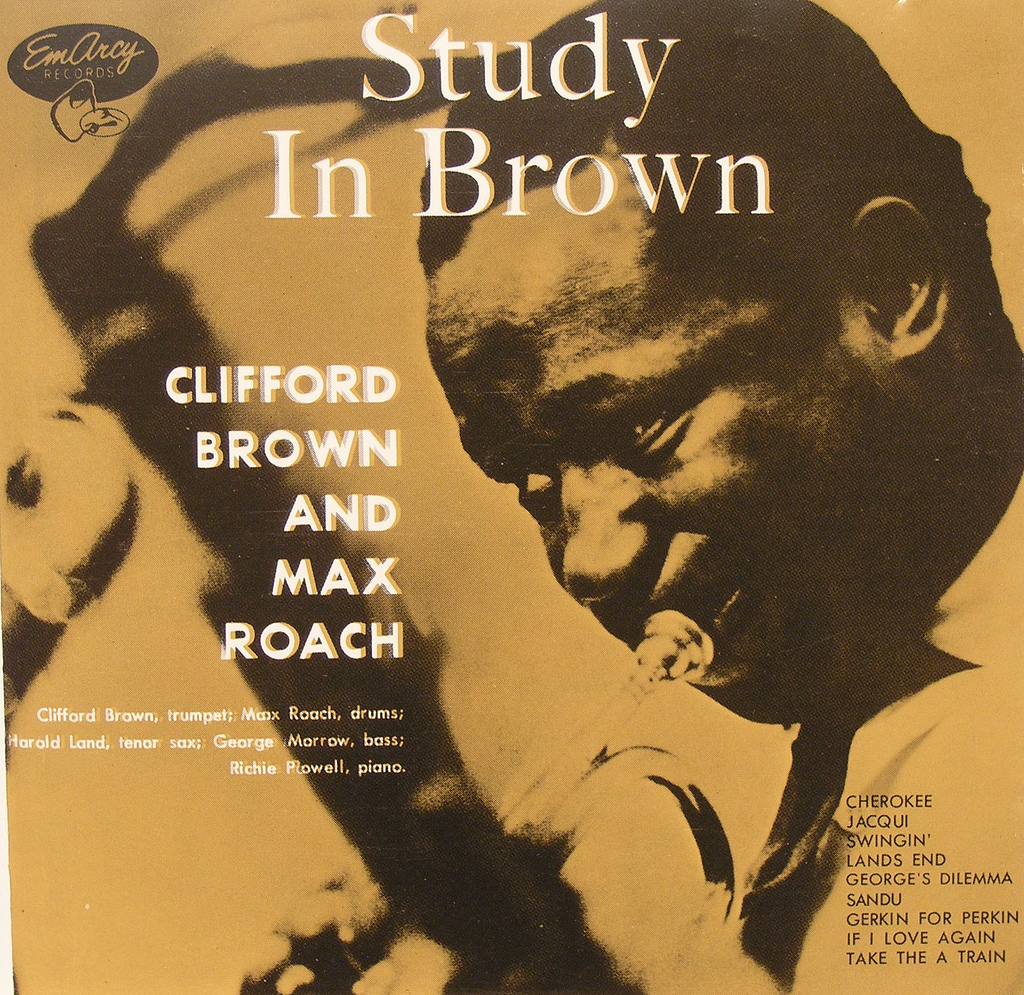 EmArcy
RECORDS
Study
In Brown
CLIFFORD
BROWN
AND
MAX
ROACH
Clifford Brown, trumpet; Max Roach, drums;
Harold Land, tenor sax; George Morrow, bass;
Richie Powell, piano.
CHEROKEE
JACQUI
SWINGIN'
LANDS END
GEORGE'S DILEMMA
SANDU
GERKIN FOR PERKIN
IF I LOVE AGAIN
TAKE THE A TRAIN